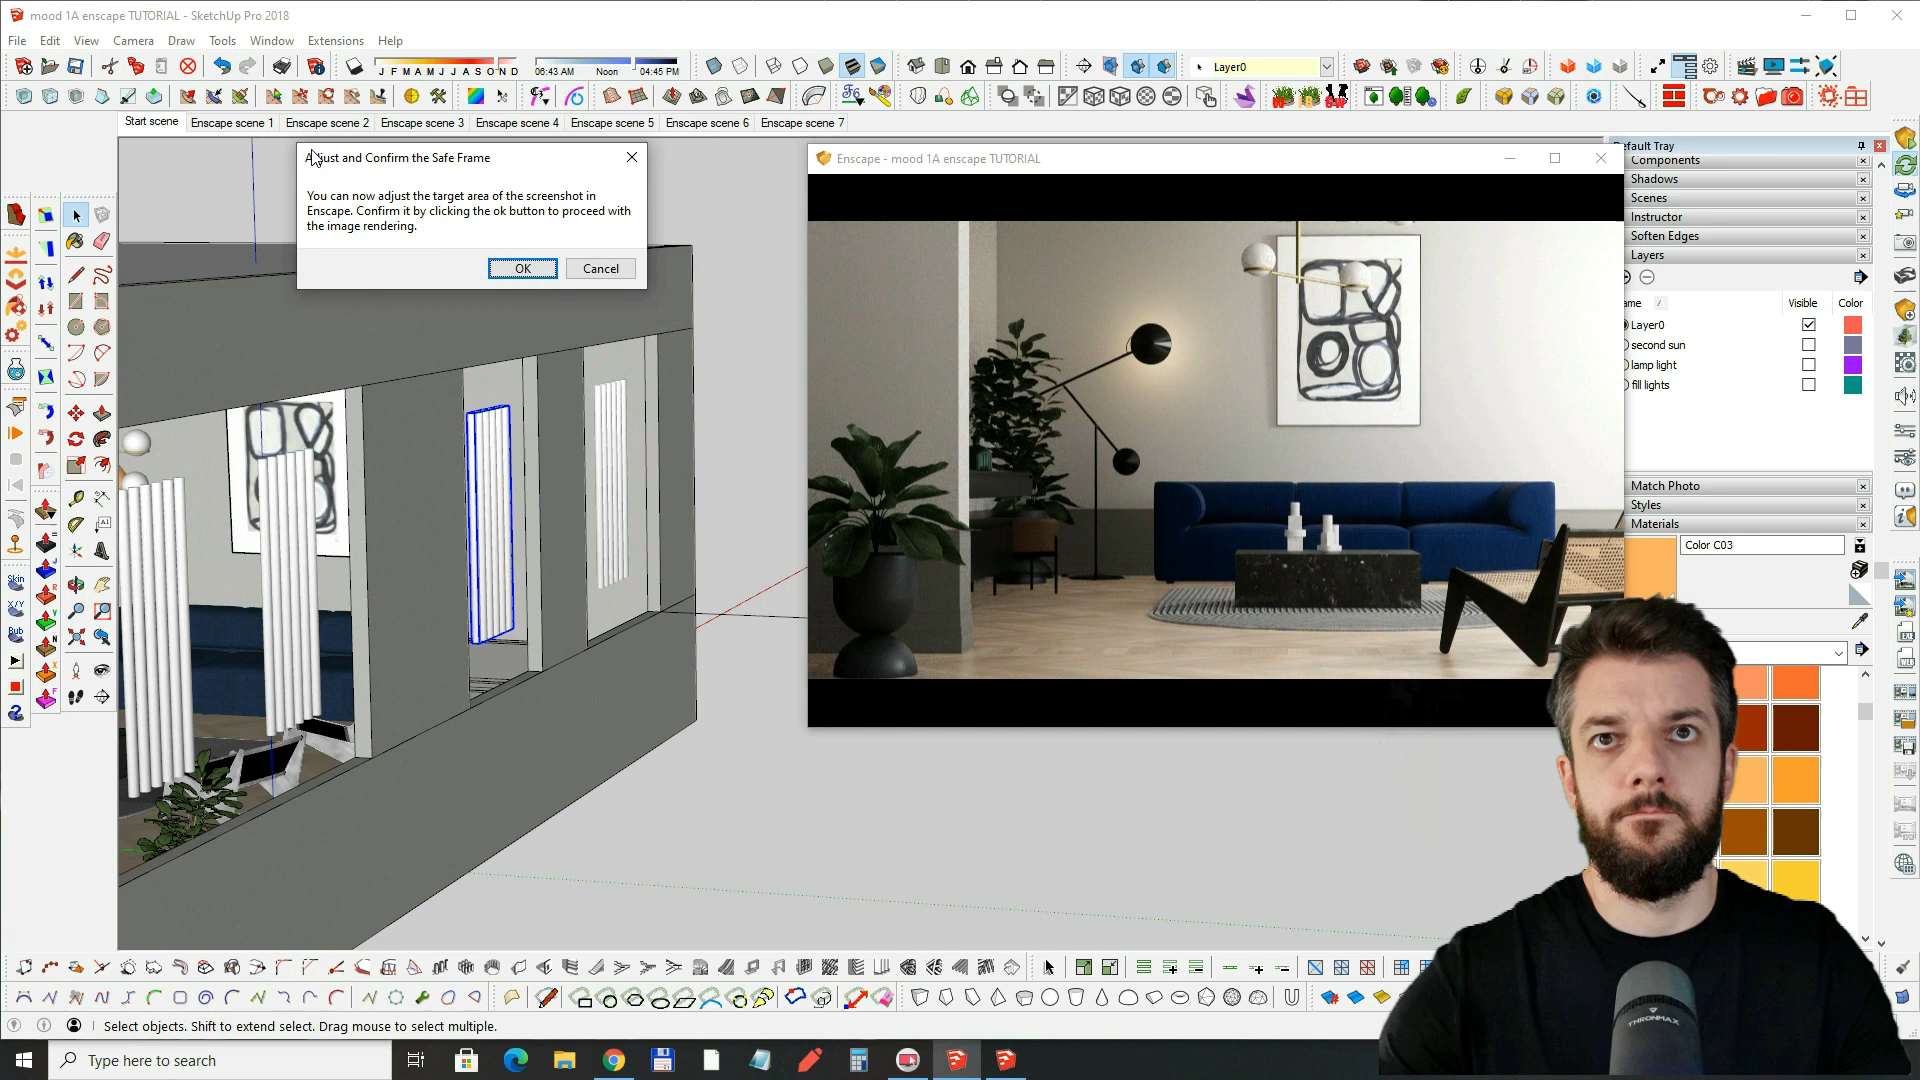 mood 1A enscape TUTORIAL - SketchUp Pro 2018
File Edit View Camera Draw Tools Window Extensions Help
J F M A M J J A S O N D
06:43 AM Noon 04:45 PM
Layer0
Start scene Enscape scene 1 Enscape scene 2 Enscape scene 3 Enscape scene 4 Enscape scene 5 Enscape scene 6 Enscape scene 7
Adjust and Confirm the Safe Frame
You can now adjust the target area of the screenshot in
Enscape. Confirm it by clicking the ok button to proceed with
the image rendering.
OK Cancel
Enscape - mood 1A enscape TUTORIAL
Default Tray
Components
Shadows
Scenes
Instructor
Soften Edges
Layers
ame Visible Color
Layer0
second sun
lamp light
fill lights
Match Photo
Styles
Materials
Color C03
Skin
X/Y
Bub
Select objects. Shift to extend select. Drag mouse to select multiple.
Type here to search
THRONMAX